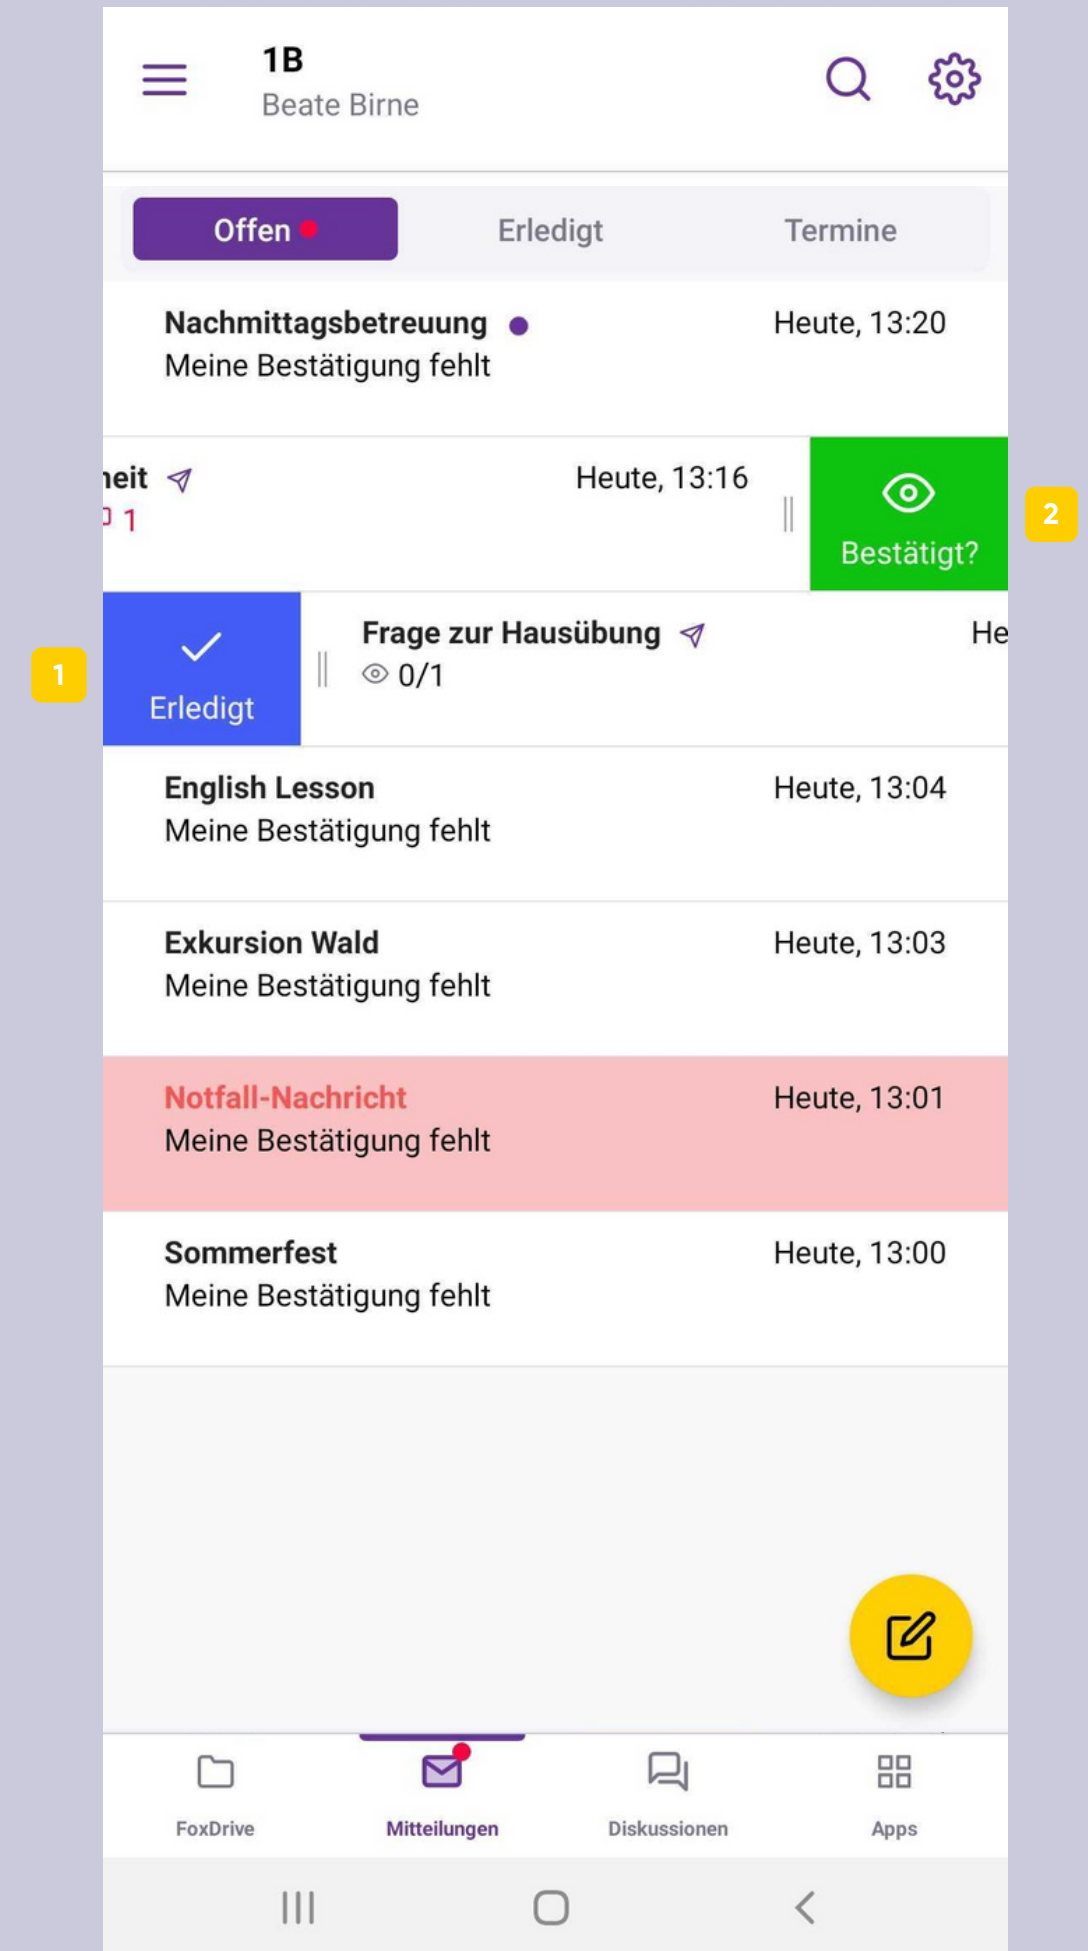 1B
Beate Birne
Offen
Erledigt
Termine
Nachmittagsbetreuung
Heute, 13:20
Meine Bestätigung fehlt
heit
Heute, 13:16
1
Bestätigt?
2
Frage zur Hausübung
He
0/1
Erledigt
1
English Lesson
Heute, 13:04
Meine Bestätigung fehlt
Exkursion Wald
Heute, 13:03
Meine Bestätigung fehlt
Notfall-Nachricht
Heute, 13:01
Meine Bestätigung fehlt
Sommerfest
Heute, 13:00
Meine Bestätigung fehlt
FoxDrive
Mitteilungen
Diskussionen
Apps